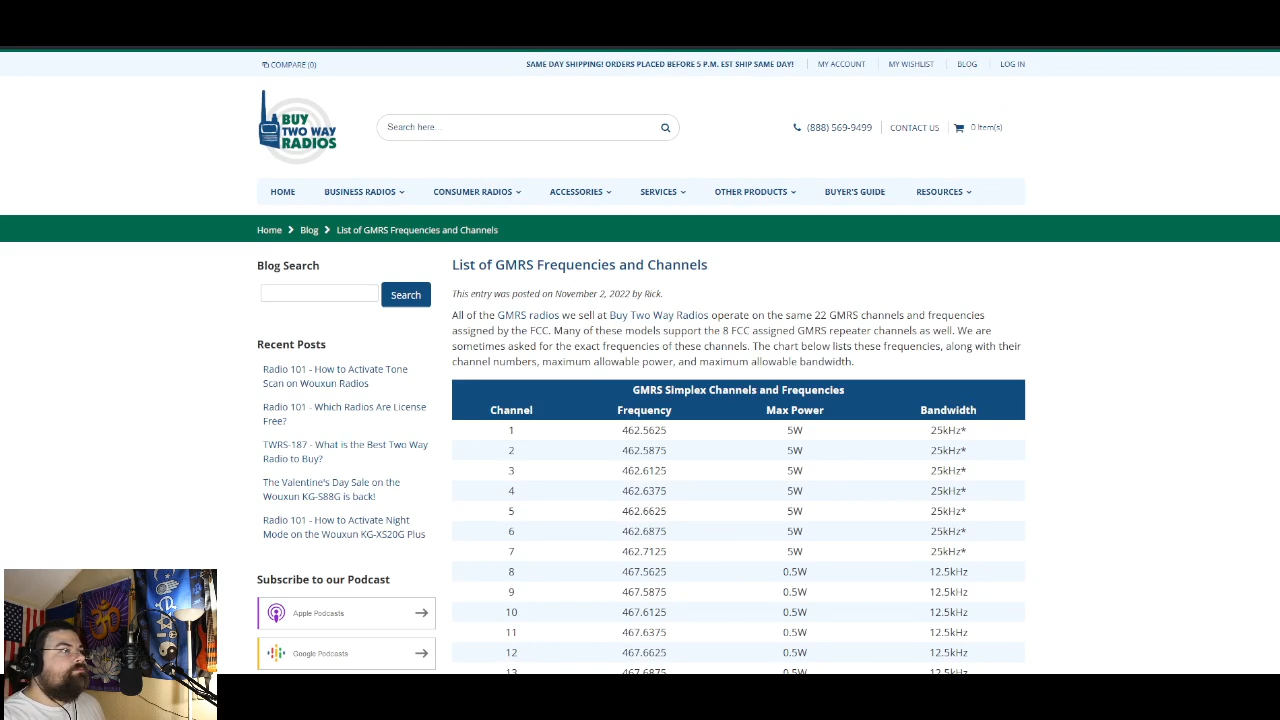 COMPARE (0)
SAME DAY SHIPPING! ORDERS PLACED BEFORE 5 P.M. EST SHIP SAME DAY!
MY ACCOUNT
MY WISHLIST
BLOG
LOG IN
BUY
TWO WAY
RADIOS
Search here...
(888) 569-9499
CONTACT US
0 Item(s)
HOME
BUSINESS RADIOS
CONSUMER RADIOS
ACCESSORIES
SERVICES
OTHER PRODUCTS
BUYER'S GUIDE
RESOURCES
Home
Blog
List of GMRS Frequencies and Channels
Blog Search
Search
Recent Posts
Radio 101 - How to Activate Tone
Scan on Wouxun Radios
Radio 101 - Which Radios Are License
Free?
TWRS-187 - What is the Best Two Way
Radio to Buy?
The Valentine's Day Sale on the
Wouxun KG-S88G is back!
Radio 101 - How to Activate Night
Mode on the Wouxun KG-XS20G Plus
Subscribe to our Podcast
Apple Podcasts
Google Podcasts
List of GMRS Frequencies and Channels
This entry was posted on November 2, 2022 by Rick.
All of the GMRS radios we sell at Buy Two Way Radios operate on the same 22 GMRS channels and frequencies
assigned by the FCC. Many of these models support the 8 FCC assigned GMRS repeater channels as well. We are
sometimes asked for the exact frequencies of these channels. The chart below lists these frequencies, along with their
channel numbers, maximum allowable power, and maximum allowable bandwidth.
GMRS Simplex Channels and Frequencies
Channel Frequency Max Power Bandwidth
1 462.5625 5W 25kHz*
2 462.5875 5W 25kHz*
3 462.6125 5W 25kHz*
4 462.6375 5W 25kHz*
5 462.6625 5W 25kHz*
6 462.6875 5W 25kHz*
7 462.7125 5W 25kHz*
8 467.5625 0.5W 12.5kHz
9 467.5875 0.5W 12.5kHz
10 467.6125 0.5W 12.5kHz
11 467.6375 0.5W 12.5kHz
12 467.6625 0.5W 12.5kHz
13 467.6875 0.5W 12.5kHz